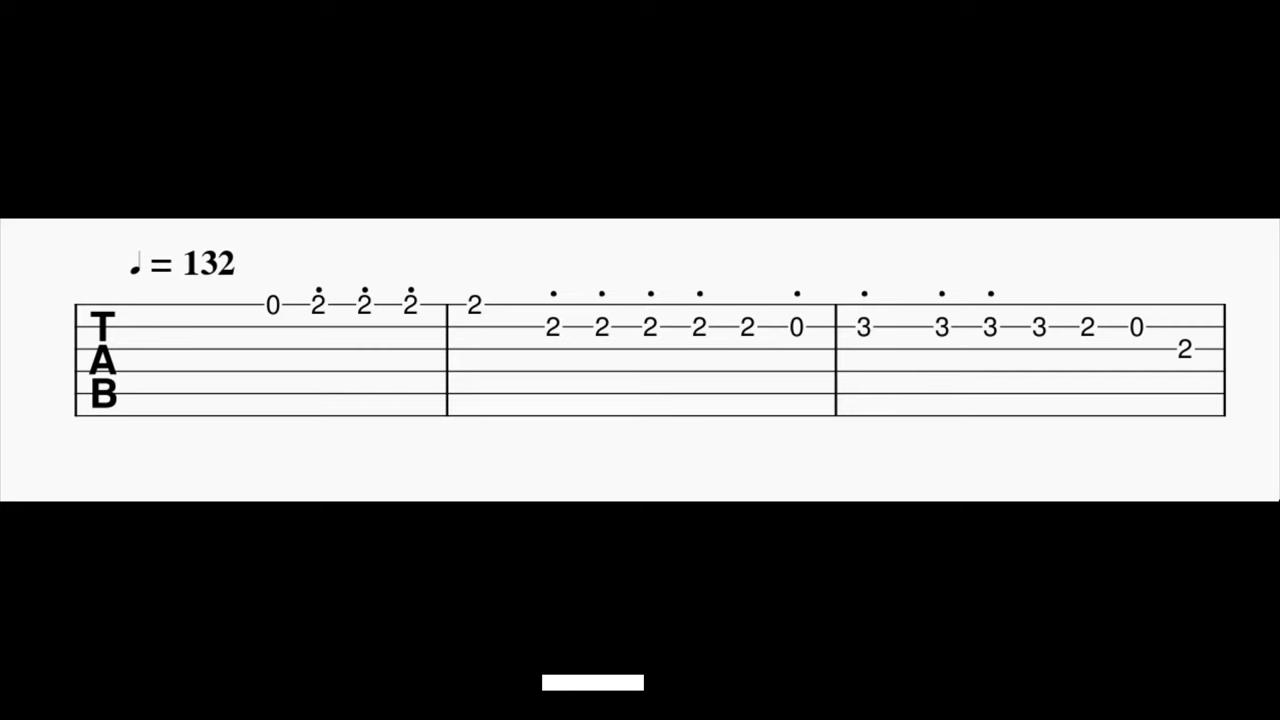 ♩ = 132
0 2 2 2 2
T 2 2 2 2 2 0 3 3 3 3 2 0
A 2
B